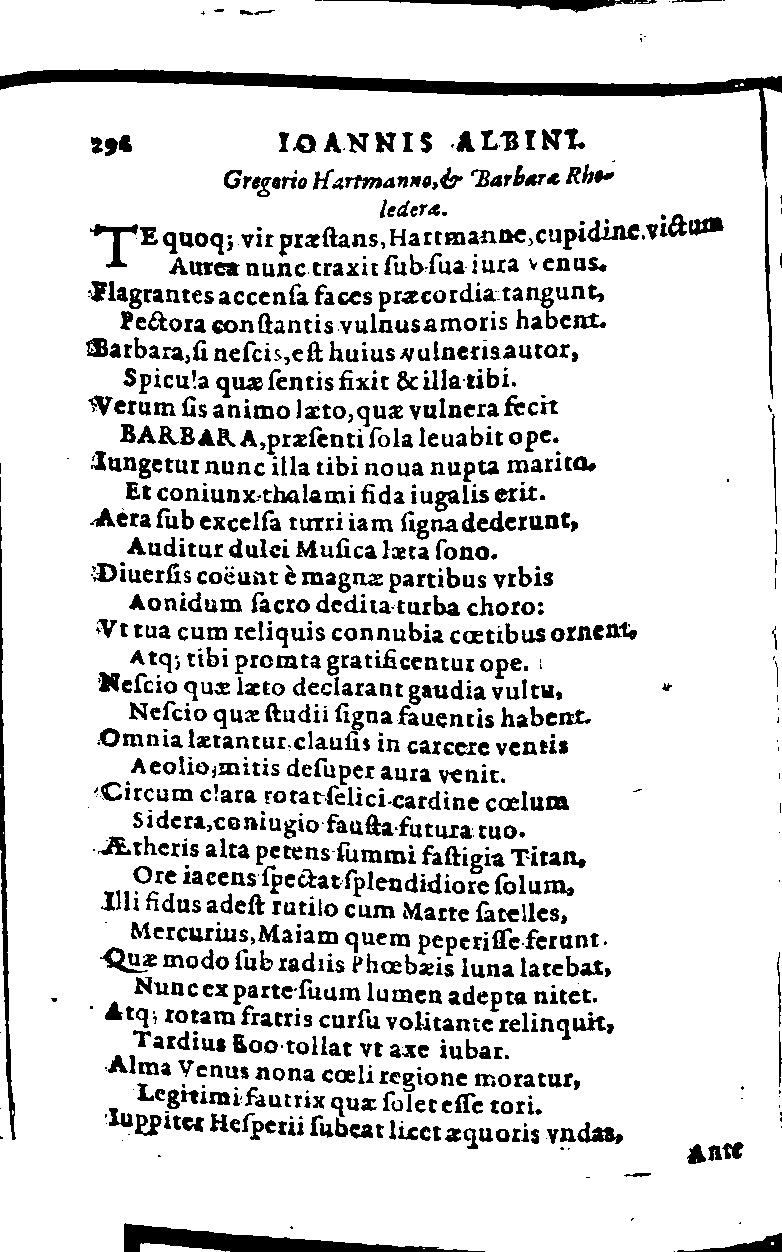 296 IOANNIS ALBINI.
Gregorio Hartmanno, & Barbaræ Rho-
lederæ.
TE quoq; vir præſtans, Hartmanne, cupidine victum
Aurea nunc traxit ſub ſua iura venus.
Flagrantes accenſa faces præcordia tangunt,
Pectora conſtantis vulnus amoris habent.
Barbara, ſi neſcis, eſt huius vulneris autor,
Spicula quæ ſentis fixit & illa tibi.
Verum ſis animo læto, quæ vulnera fecit
BARBARA, præſenti ſola leuabit ope.
Iungetur nunc illa tibi noua nupta marito,
Et coniunx thalami fida iugalis erit.
Aera ſub excelſa turri iam ſigna dederunt,
Auditur dulci Muſica læta ſono.
Diuerſis coëunt è magnæ partibus vrbis
Aonidum ſacro dedita turba choro:
Vt tua cum reliquis connubia cœtibus ornent,
Atq; tibi promta gratificentur ope.
Neſcio quæ læto declarant gaudia vultu,
Neſcio quæ ſtudii ſigna fauentis habent.
Omnia lætantur, clauſis in carcere ventis
Aeolio, mitis deſuper aura venit.
Circum clara rotat felici cardine cœlum
Sidera, coniugio fauſta futura tuo.
Ætheris alta petens ſummi faſtigia Titan,
Ore iacens ſpectat ſplendidiore ſolum,
Illi fidus adeſt rutilo cum Marte ſatelles,
Mercurius, Maiam quem peperiſſe ferunt.
Quæ modo ſub radiis Phœbæis luna latebat,
Nunc ex parte ſuum lumen adepta nitet.
Atq; rotam fratris curſu volitante relinquit,
Tardius Eoo tollat vt axe iubar.
Alma Venus nona cœli regione moratur,
Legitimi fautrix quæ ſolet eſſe tori.
Iuppiter Heſperii ſubeat licet æquoris vndas,
Ante